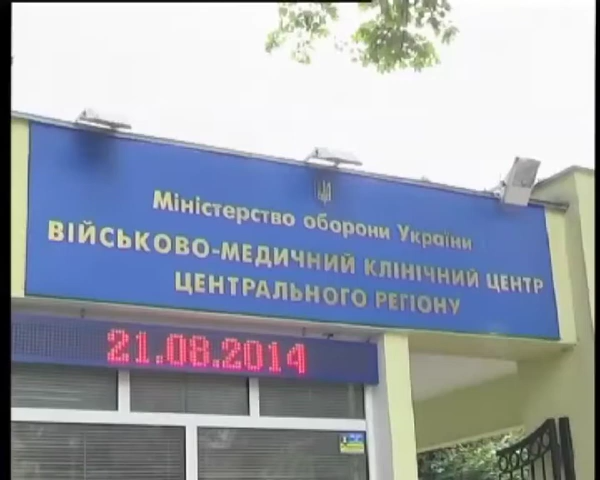 Міністерство оборони України
ВІЙСЬКОВО-МЕДИЧНИЙ КЛІНІЧНИЙ ЦЕНТР
ЦЕНТРАЛЬНОГО РЕГІОНУ
21.08.2014